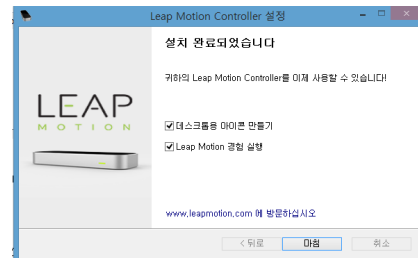 Leap Motion Controller 설정
설치 완료되었습니다
귀하의 Leap Motion Controller를 이제 사용할 수 있습니다!
LEAP
MOTION
데스크톱용 아이콘 만들기
Leap Motion 경험 실행
www.leapmotion.com 에 방문하십시오
< 뒤로
마침
취소